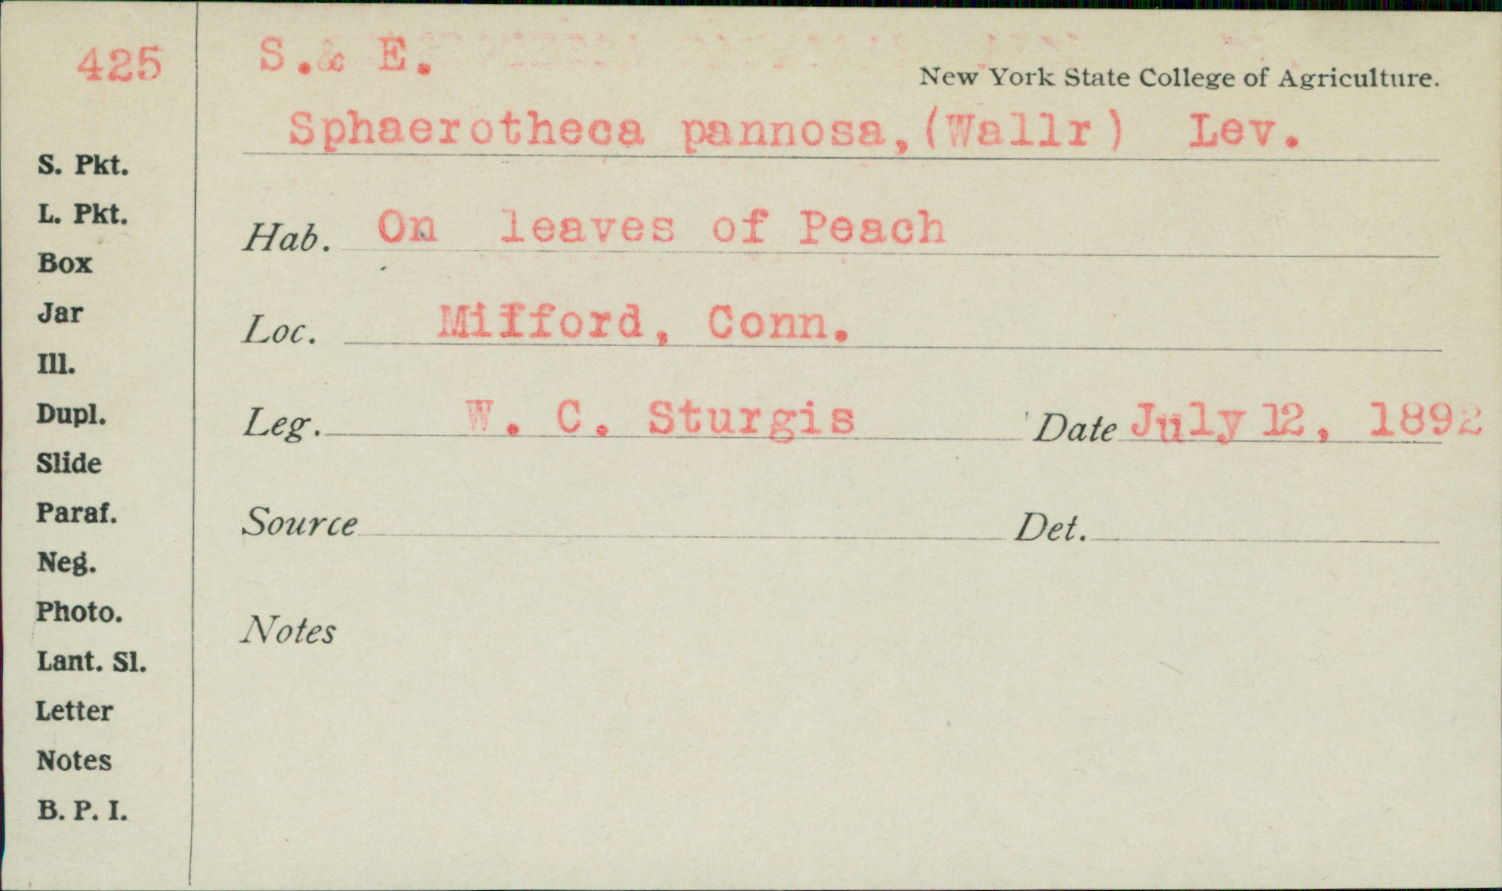 425
S.& E.
New York State College of Agriculture.
Sphaerotheca pannosa,(Wallr) Lev.
S. Pkt.
L. Pkt.
Hab. On leaves of Peach
Box
Jar
Loc. Milford, Conn.
Ill.
Dupl.
Leg. W. C. Sturgis Date July 12, 1892
Slide
Paraf.
Source Det.
Neg.
Photo.
Notes
Lant. Sl.
Letter
Notes
B. P. I.